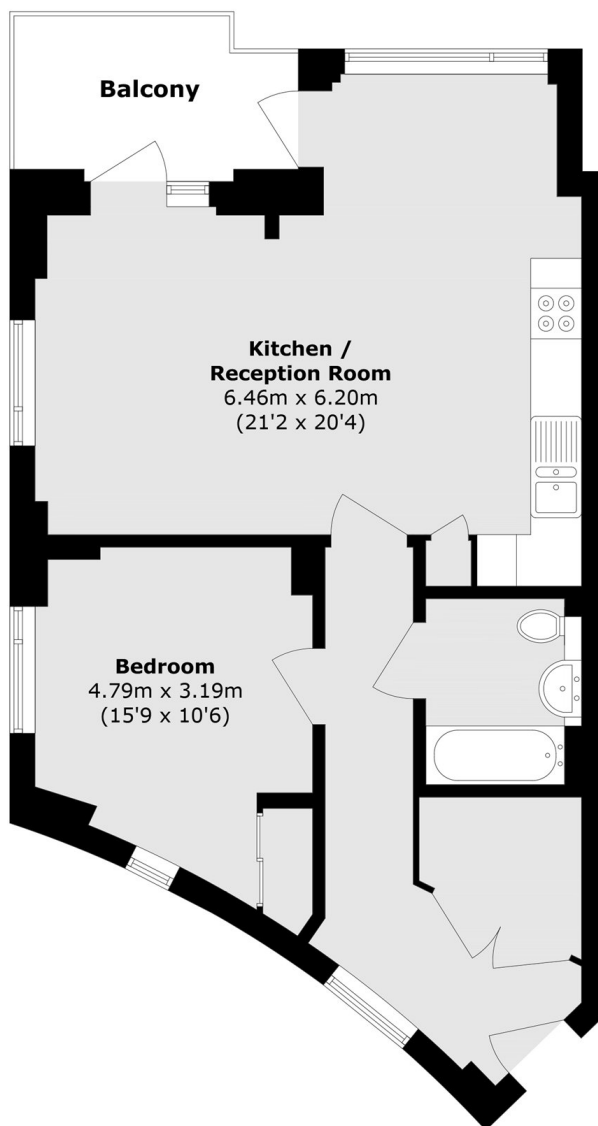 Balcony
Kitchen /
Reception Room
6.46m x 6.20m
(21'2 x 20'4)
Bedroom
4.79m x 3.19m
(15'9 x 10'6)